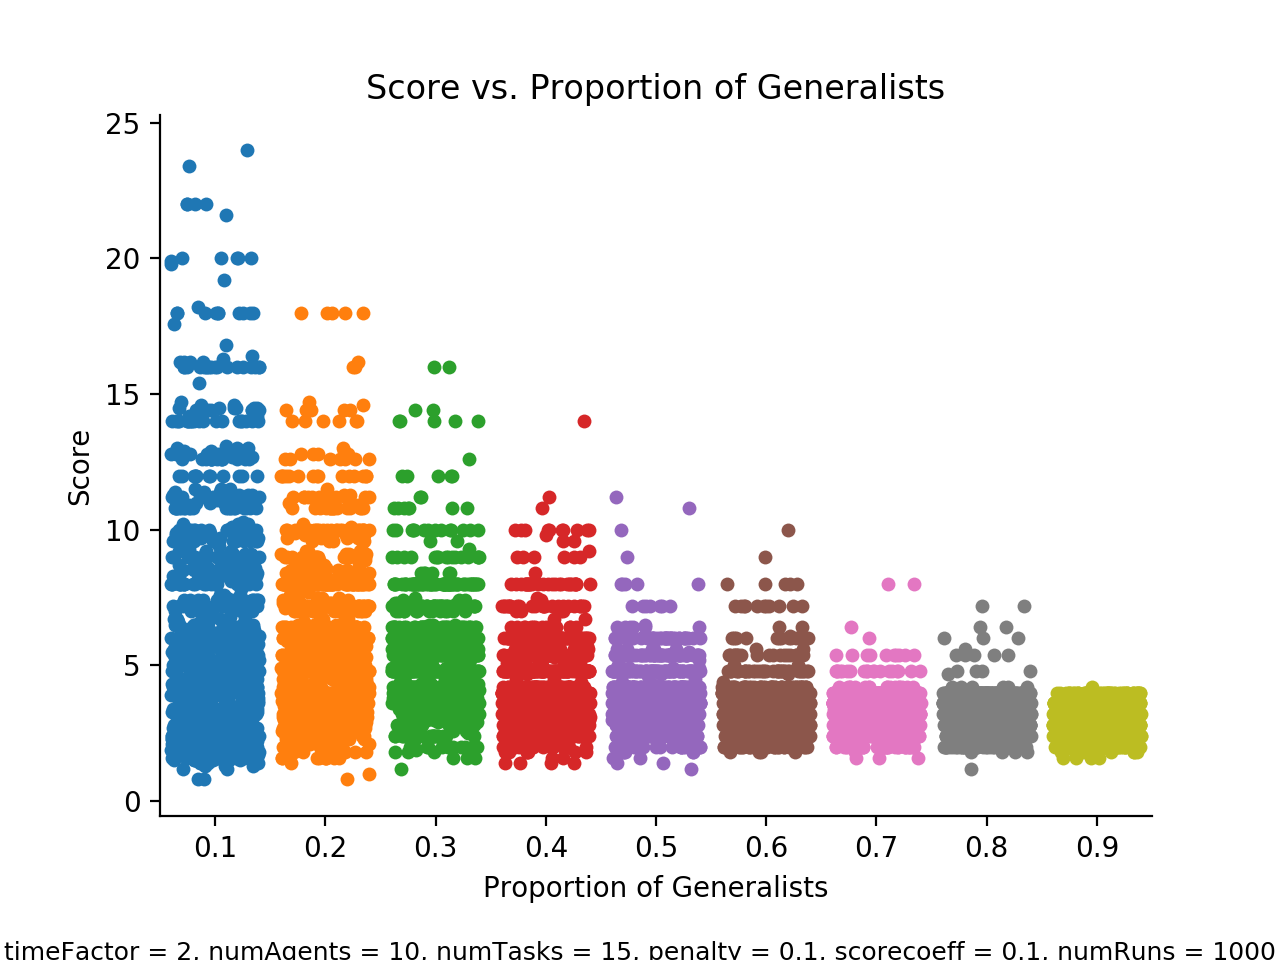 Score vs. Proportion of Generalists
25
20
15
10
5
0
Score
0.1 0.2 0.3 0.4 0.5 0.6 0.7 0.8 0.9
Proportion of Generalists
timeFactor = 2, numAgents = 10, numTasks = 15, penalty = 0.1, scorecoeff = 0.1, numRuns = 1000